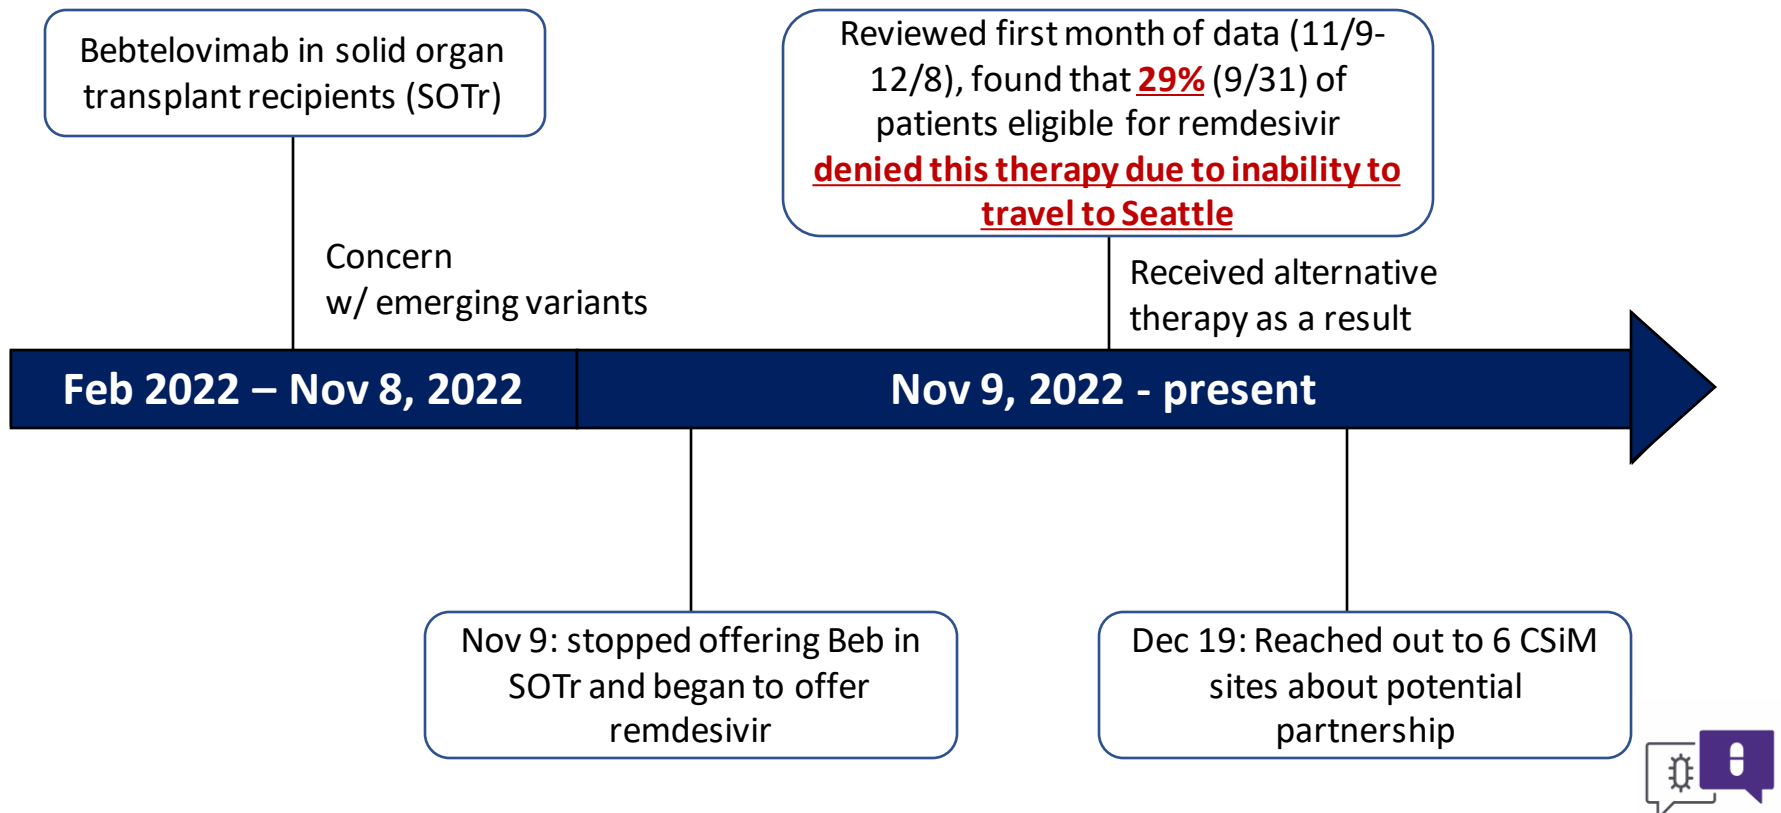 Bebtelovimab in solid organ
transplant recipients (SOTr)
Reviewed first month of data (11/9-
12/8), found that 29% (9/31) of
patients eligible for remdesivir
denied this therapy due to inability to
travel to Seattle
Concern
w/ emerging variants
Received alternative
therapy as a result
Feb 2022 – Nov 8, 2022
Nov 9, 2022 - present
Nov 9: stopped offering Beb in
SOTr and began to offer
remdesivir
Dec 19: Reached out to 6 CSiM
sites about potential
partnership